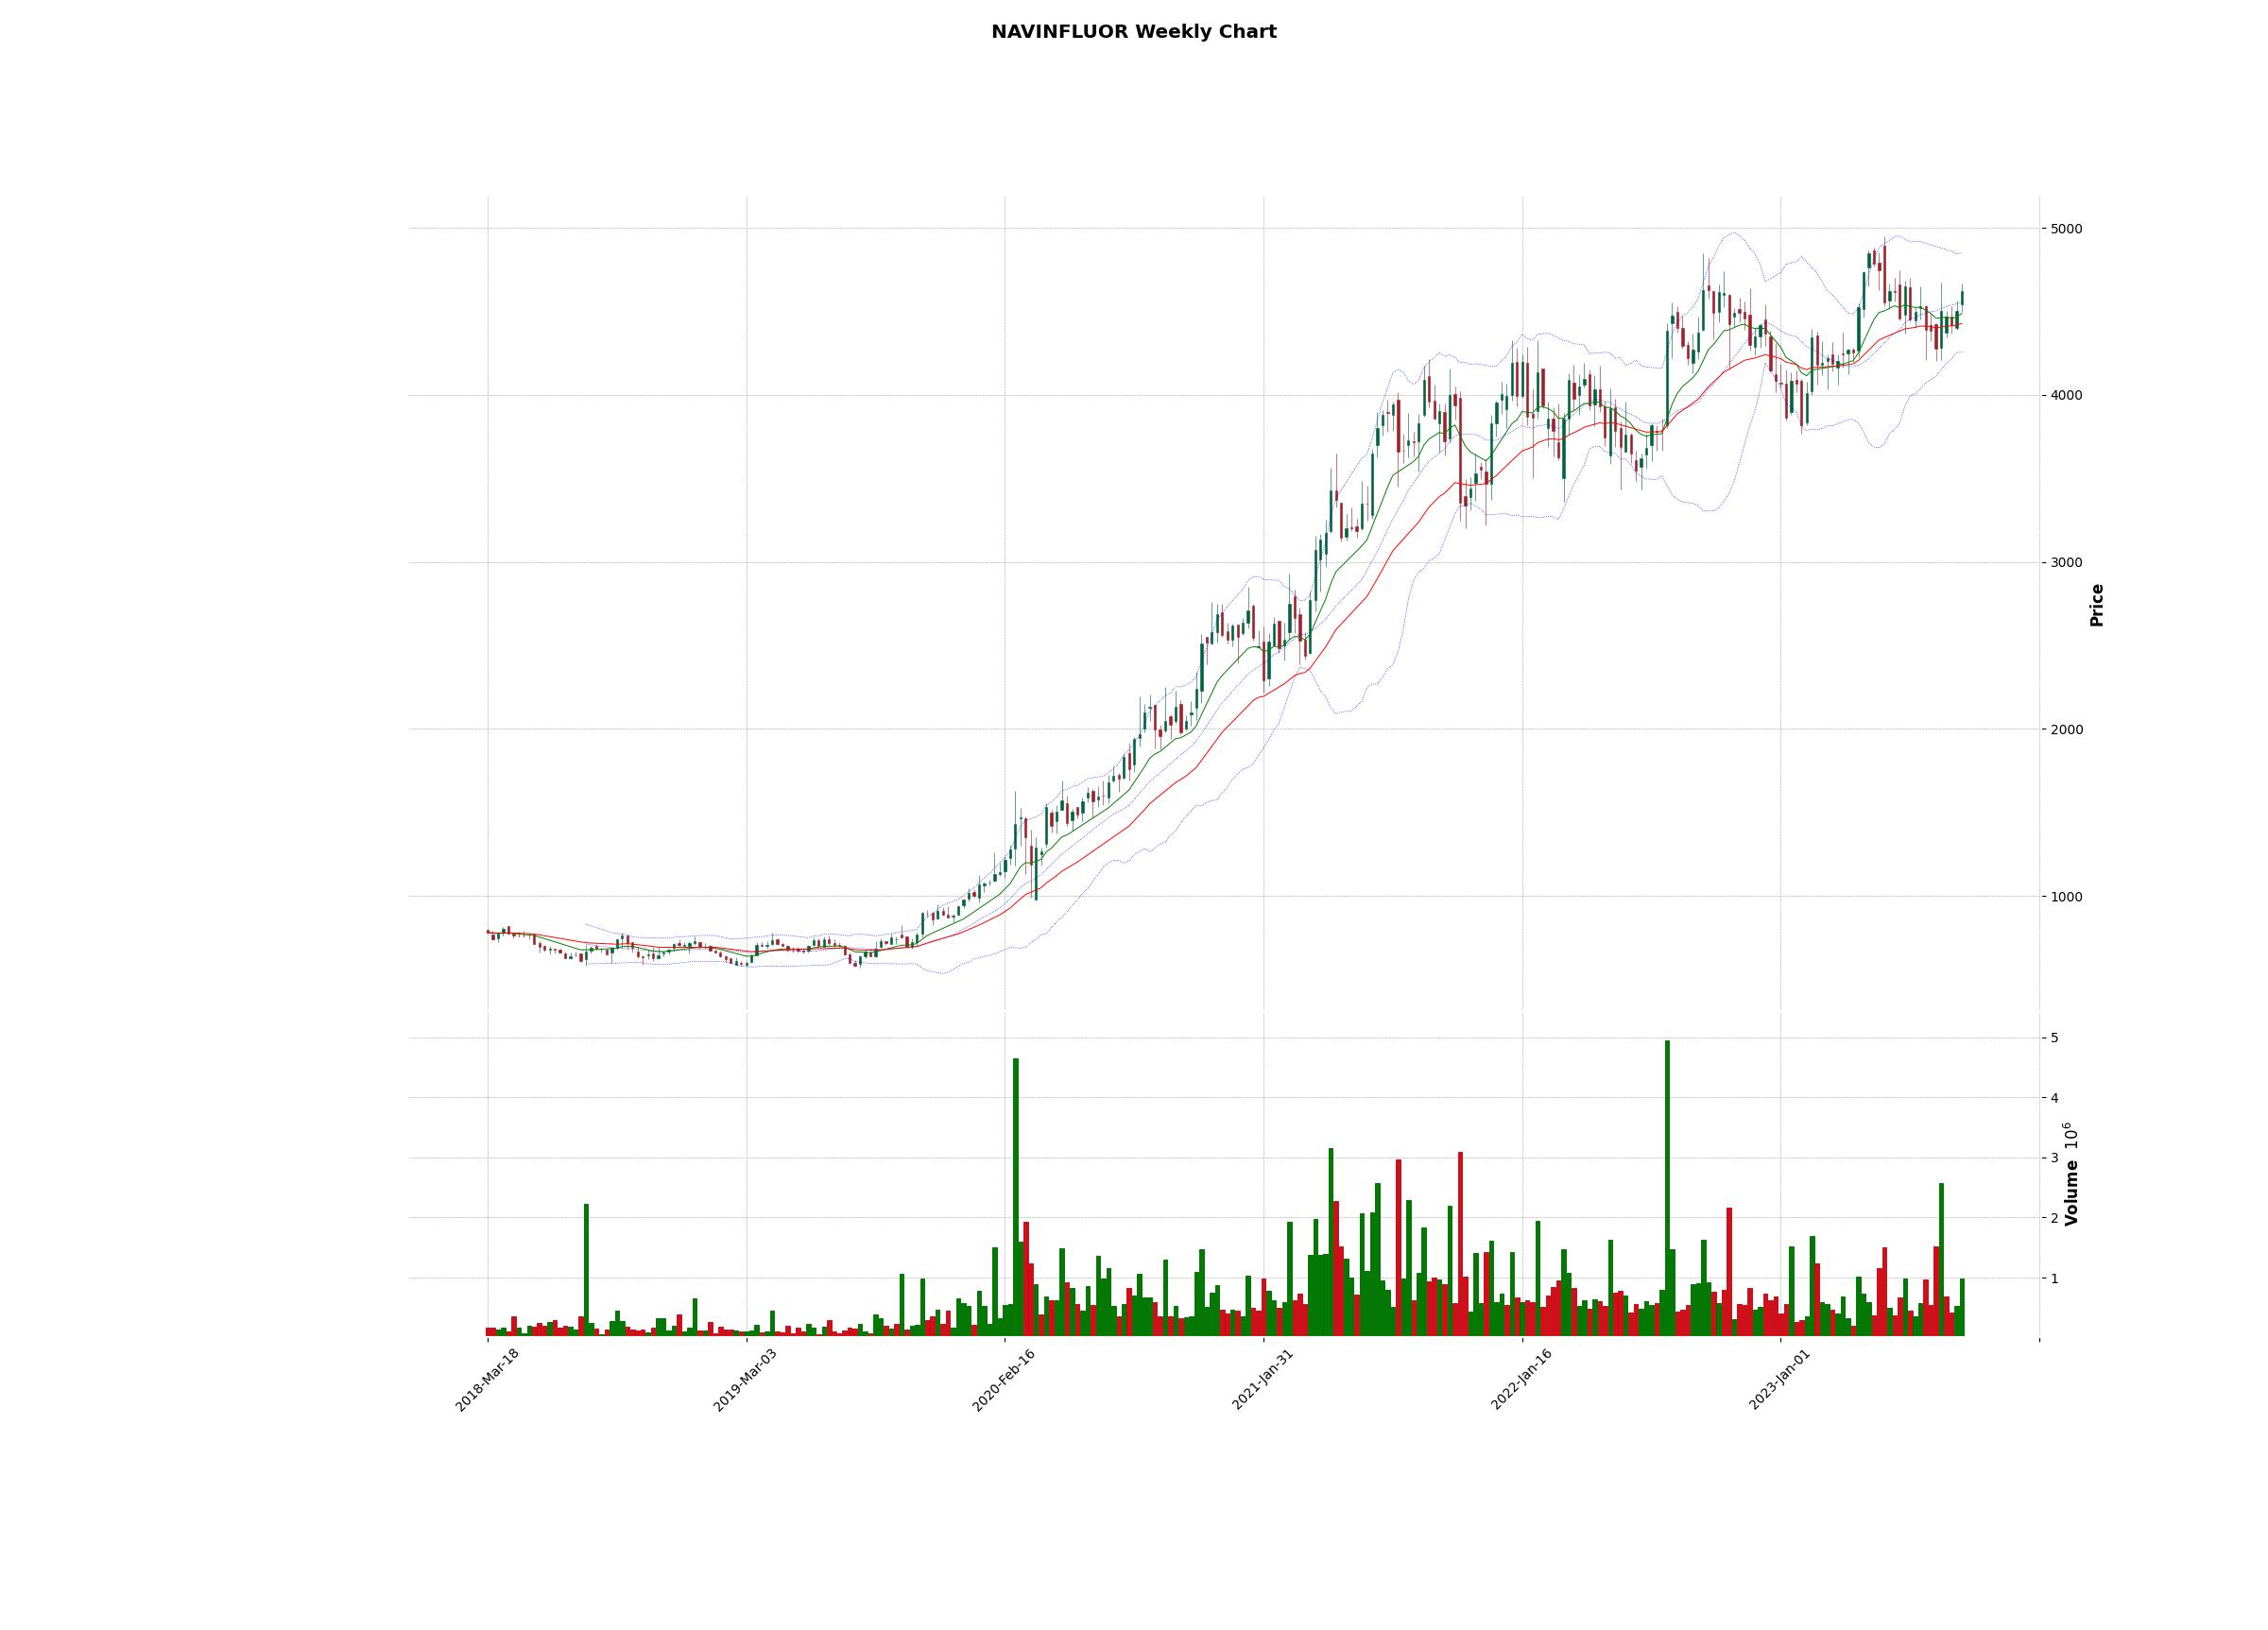 NAVINFLUOR Weekly Chart
5000
4000
3000
2000
1000
Price
5
4
3
2
1
Volume 10^6
2018-Mar-18
2019-Mar-03
2020-Feb-16
2021-Jan-31
2022-Jan-16
2023-Jan-01